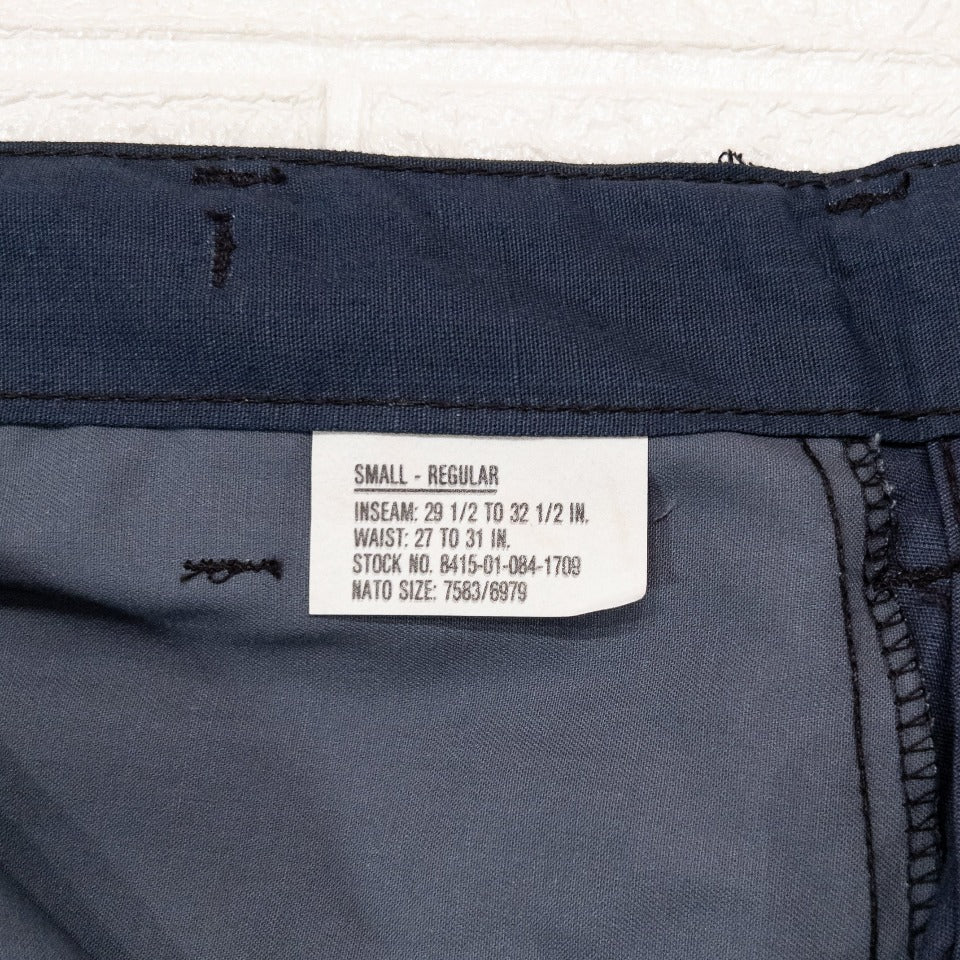 SMALL - REGULAR
INSEAM: 29 1/2 TO 32 1/2 IN.
WAIST: 27 TO 31 IN.
STOCK NO. 8415-01-084-1709
NATO SIZE: 7583/6979